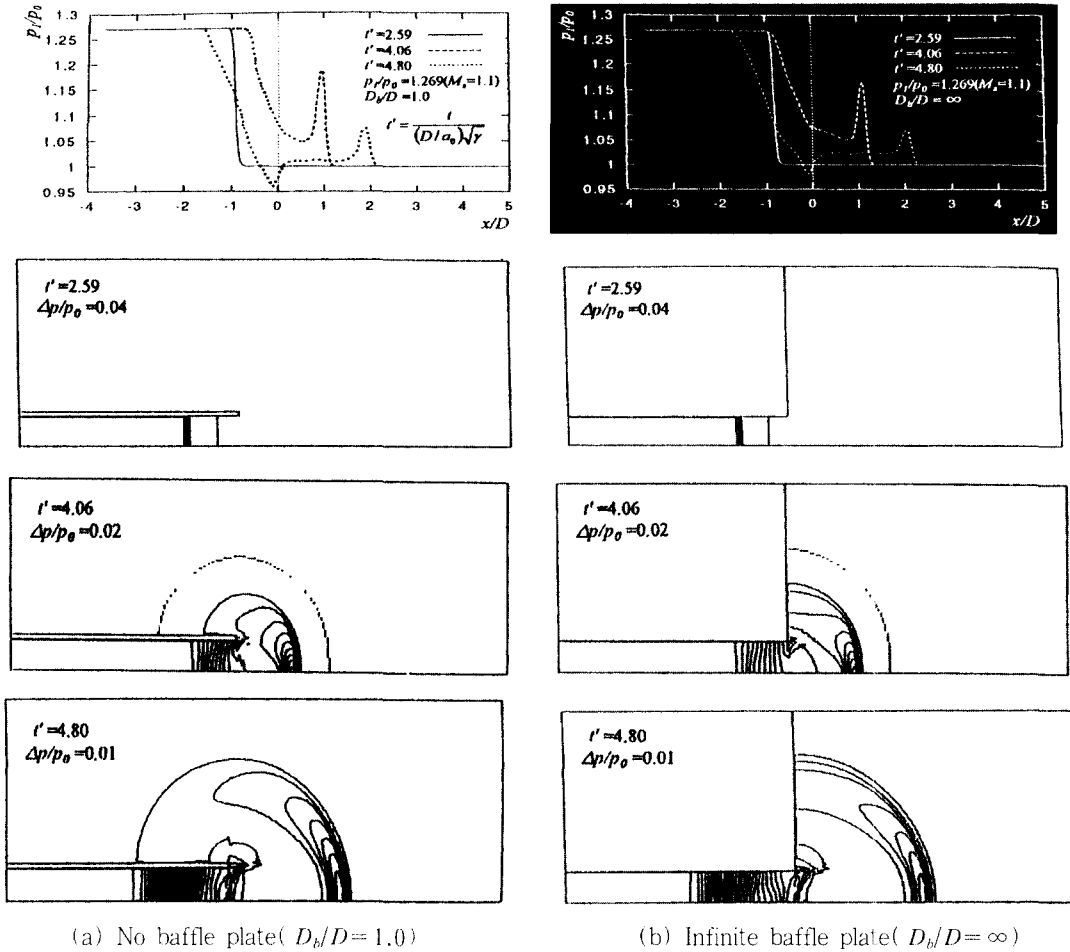 p₁/p₀
1.3
1.25
1.2
1.15
1.1
1.05
1
0.95
t'=2.59
t'=4.06
t'=4.80
p₁/p₀=1.269(Mₛ=1.1)
D_b/D=1.0
t' = t / (D/a₀)√γ
-4 -3 -2 -1 0 1 2 3 4 5
x/D
p₁/p₀
1.3
1.25
1.2
1.15
1.1
1.05
1
0.95
t'=2.59
t'=4.06
t'=4.80
p₁/p₀=1.269(Mₛ=1.1)
D_b/D=∞
-4 -3 -2 -1 0 1 2 3 4 5
x/D
t'=2.59
Δp/p₀=0.04
t'=2.59
Δp/p₀=0.04
t'=4.06
Δp/p₀=0.02
t'=4.06
Δp/p₀=0.02
t'=4.80
Δp/p₀=0.01
t'=4.80
Δp/p₀=0.01
(a) No baffle plate( D_b/D=1.0)
(b) Infinite baffle plate( D_b/D=∞)